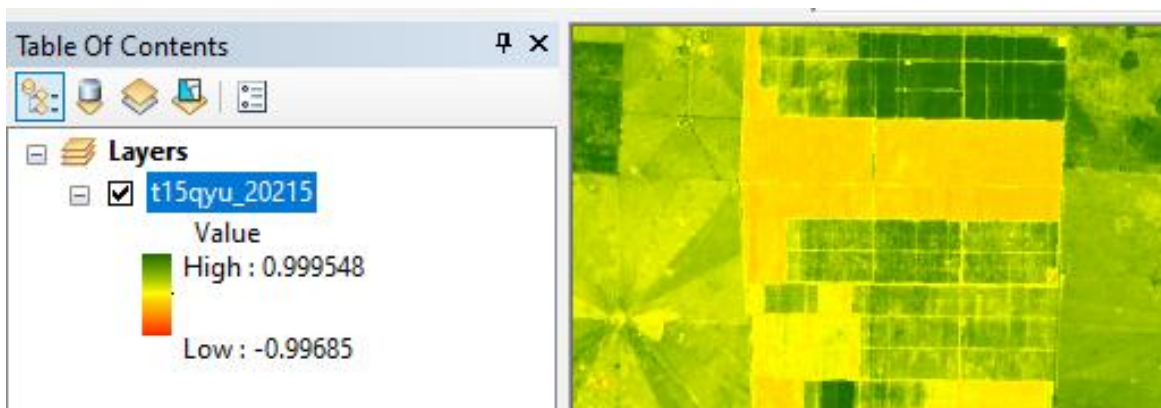 Table Of Contents
Layers
t15qyu_20215
Value
High : 0.999548
Low : -0.99685